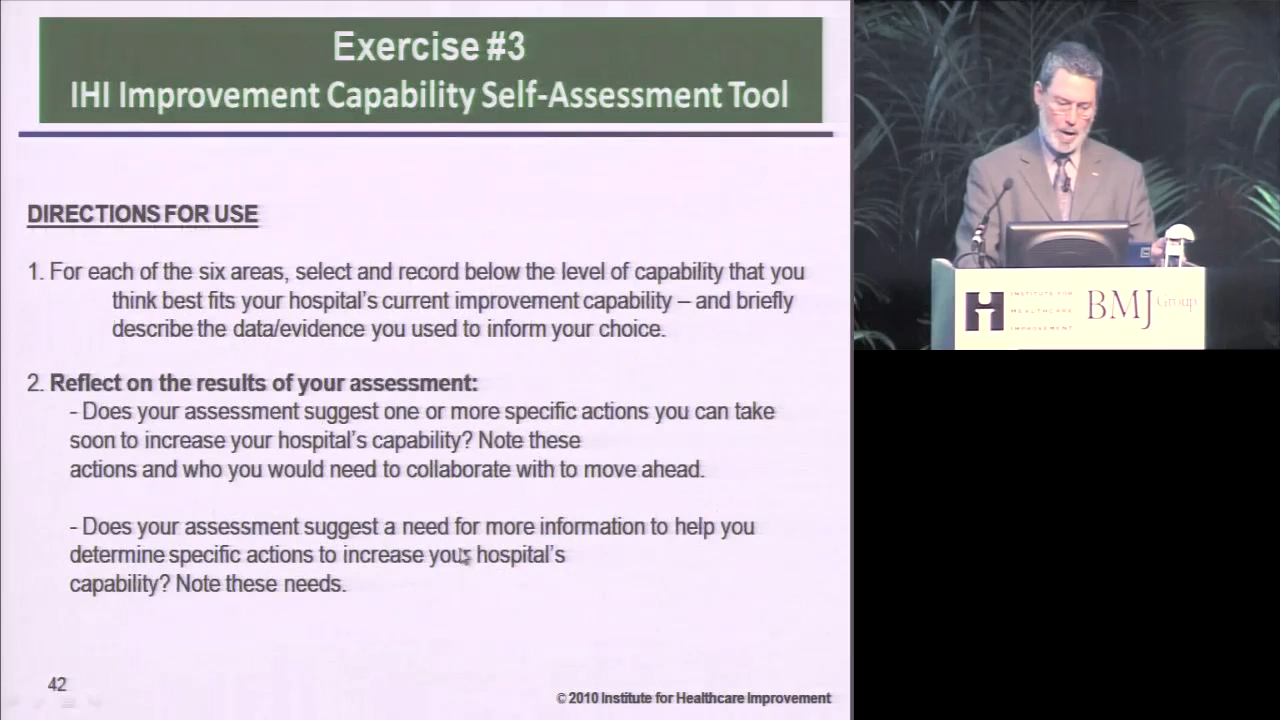 Exercise #3
IHI Improvement Capability Self-Assessment Tool
DIRECTIONS FOR USE
1. For each of the six areas, select and record below the level of capability that you
think best fits your hospital's current improvement capability – and briefly
describe the data/evidence you used to inform your choice.
2. Reflect on the results of your assessment:
- Does your assessment suggest one or more specific actions you can take
soon to increase your hospital's capability? Note these
actions and who you would need to collaborate with to move ahead.
- Does your assessment suggest a need for more information to help you
determine specific actions to increase your hospital's
capability? Note these needs.
42
© 2010 Institute for Healthcare Improvement
INSTITUTE FOR
HEALTHCARE
IMPROVEMENT
BMJ Group